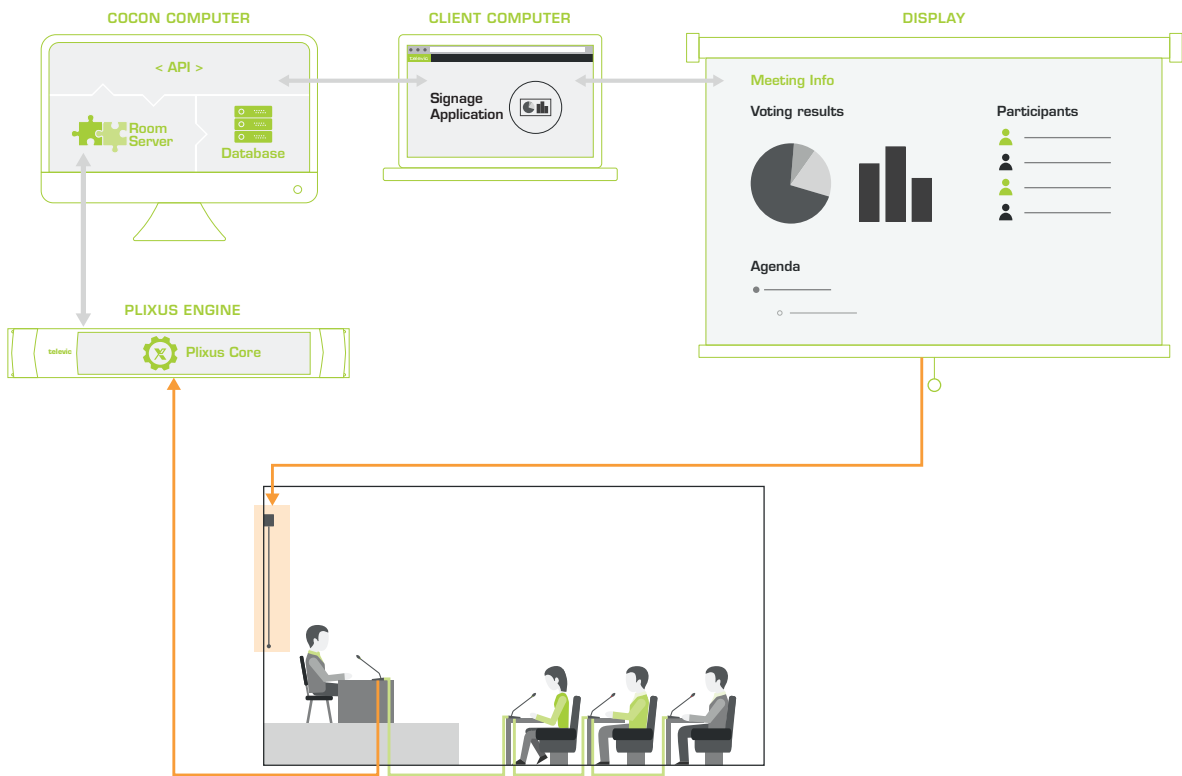 COCON COMPUTER
CLIENT COMPUTER
DISPLAY
< API >
Room
Server
Database
televic
Signage
Application
Meeting Info
Voting results
Participants
Agenda
PLIXUS ENGINE
televic
Plixus Core